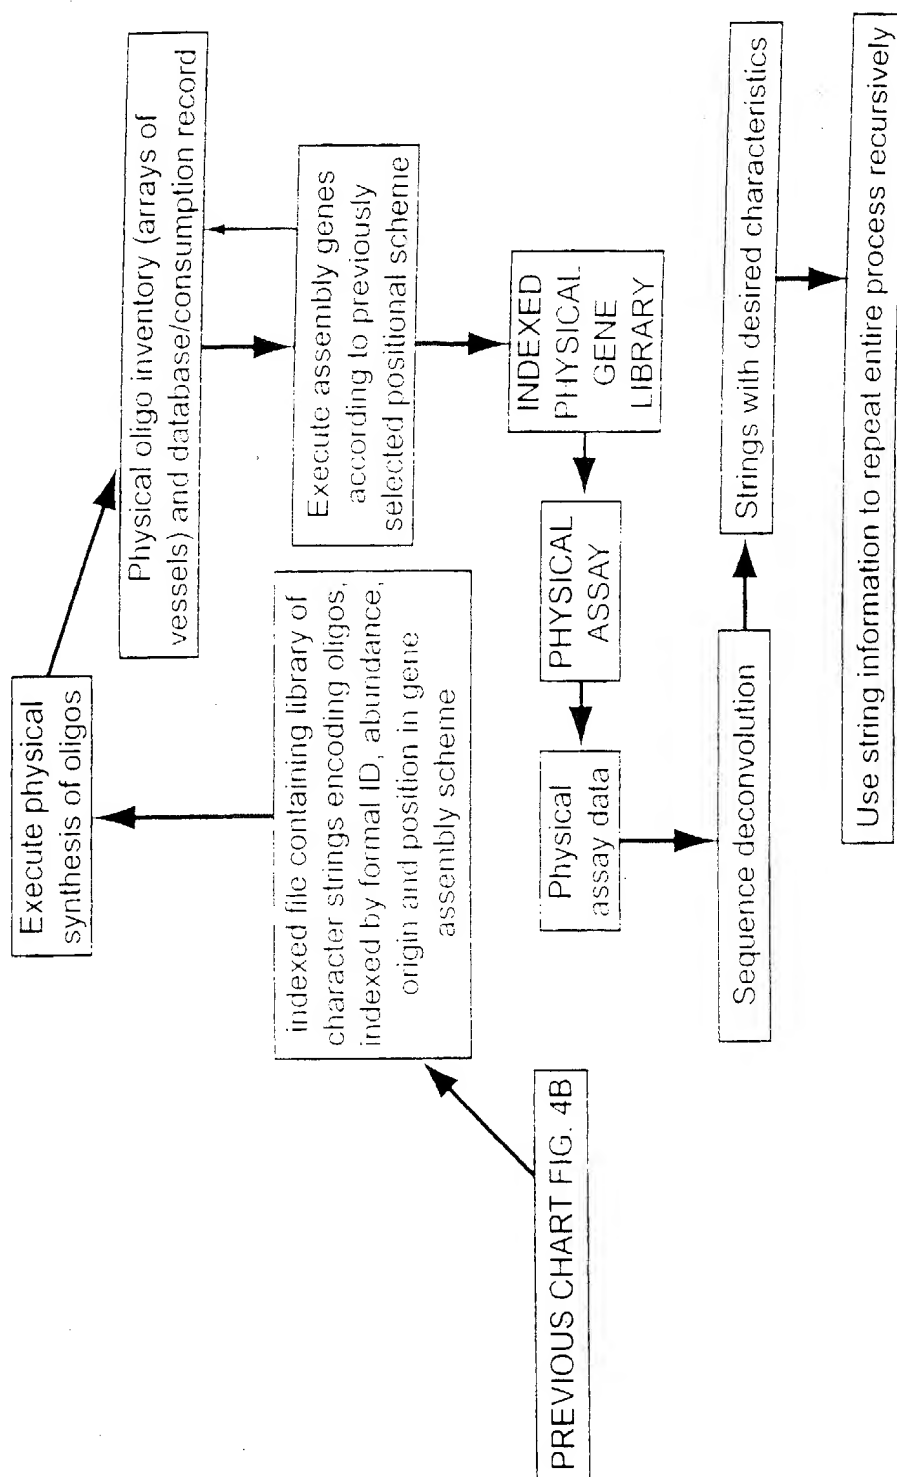 Execute physical
synthesis of oligos
Physical oligo inventory (arrays of
vessels) and database/consumption record
indexed file containing library of
character strings encoding oligos,
indexed by formal ID, abundance,
origin and position in gene
assembly scheme
Execute assembly genes
according to previously
selected positional scheme
PREVIOUS CHART FIG. 4B
INDEXED
PHYSICAL
GENE
LIBRARY
PHYSICAL
ASSAY
Physical
assay data
Sequence deconvolution
Strings with desired characteristics
Use string information to repeat entire process recursively